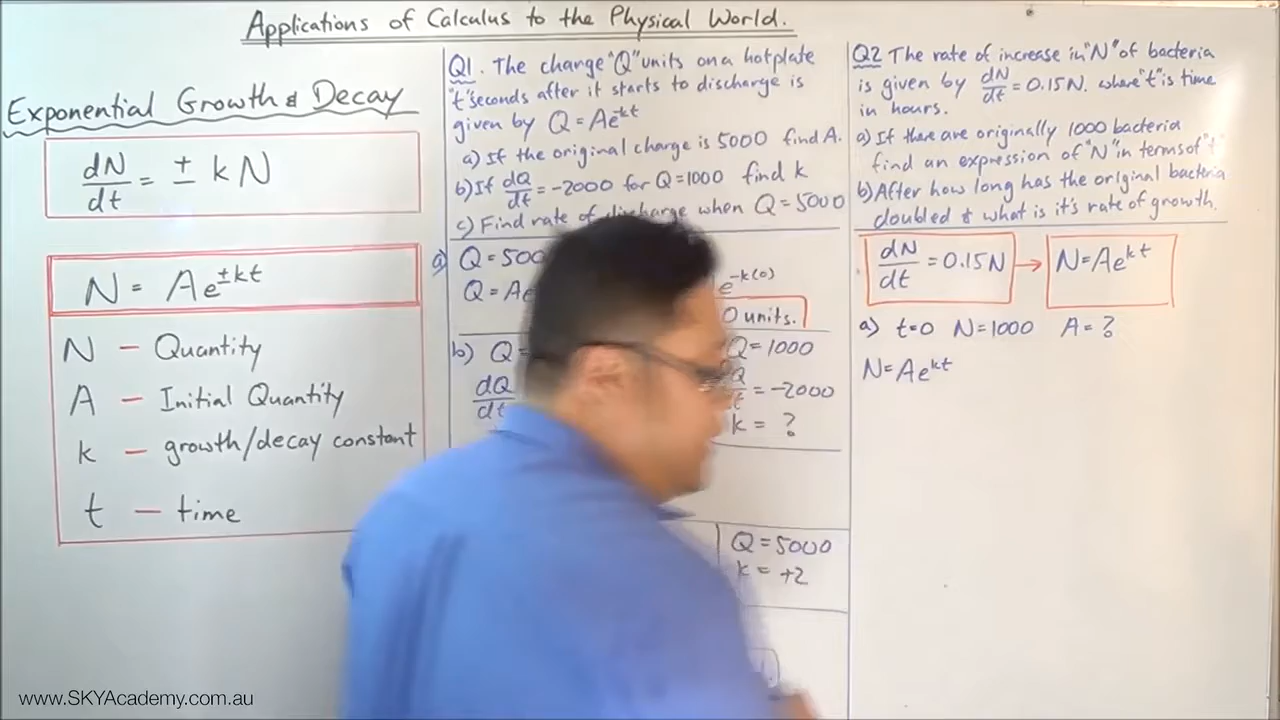 Applications of Calculus to the Physical World.
Exponential Growth & Decay
dN/dt = ± kN
N = Ae^±kt
N – Quantity
A – Initial Quantity
k – growth/decay constant
t – time
Q1. The charge "Q" units on a hotplate
"t" seconds after it starts to discharge is
given by Q = Ae^-kt
a) If the original charge is 5000 find A.
b) If dQ/dt = -2000 for Q = 1000 find k
c) Find rate of discharge when Q = 5000
a) Q = 500
Q = Ae
e^-k(0)
0 units.
b) Q =
Q = 1000
dQ/dt
= -2000
k = ?
Q = 5000
k = +2
Q2 The rate of increase in "N" of bacteria
is given by dN/dt = 0.15N. where "t" is time
in hours.
a) If there are originally 1000 bacteria
find an expression of "N" in terms of "t"
b) After how long has the original bacteria
doubled & what is it's rate of growth.
dN/dt = 0.15N → N = Ae^kt
a) t=0 N=1000 A=?
N=Ae^kt
www.SKYAcademy.com.au